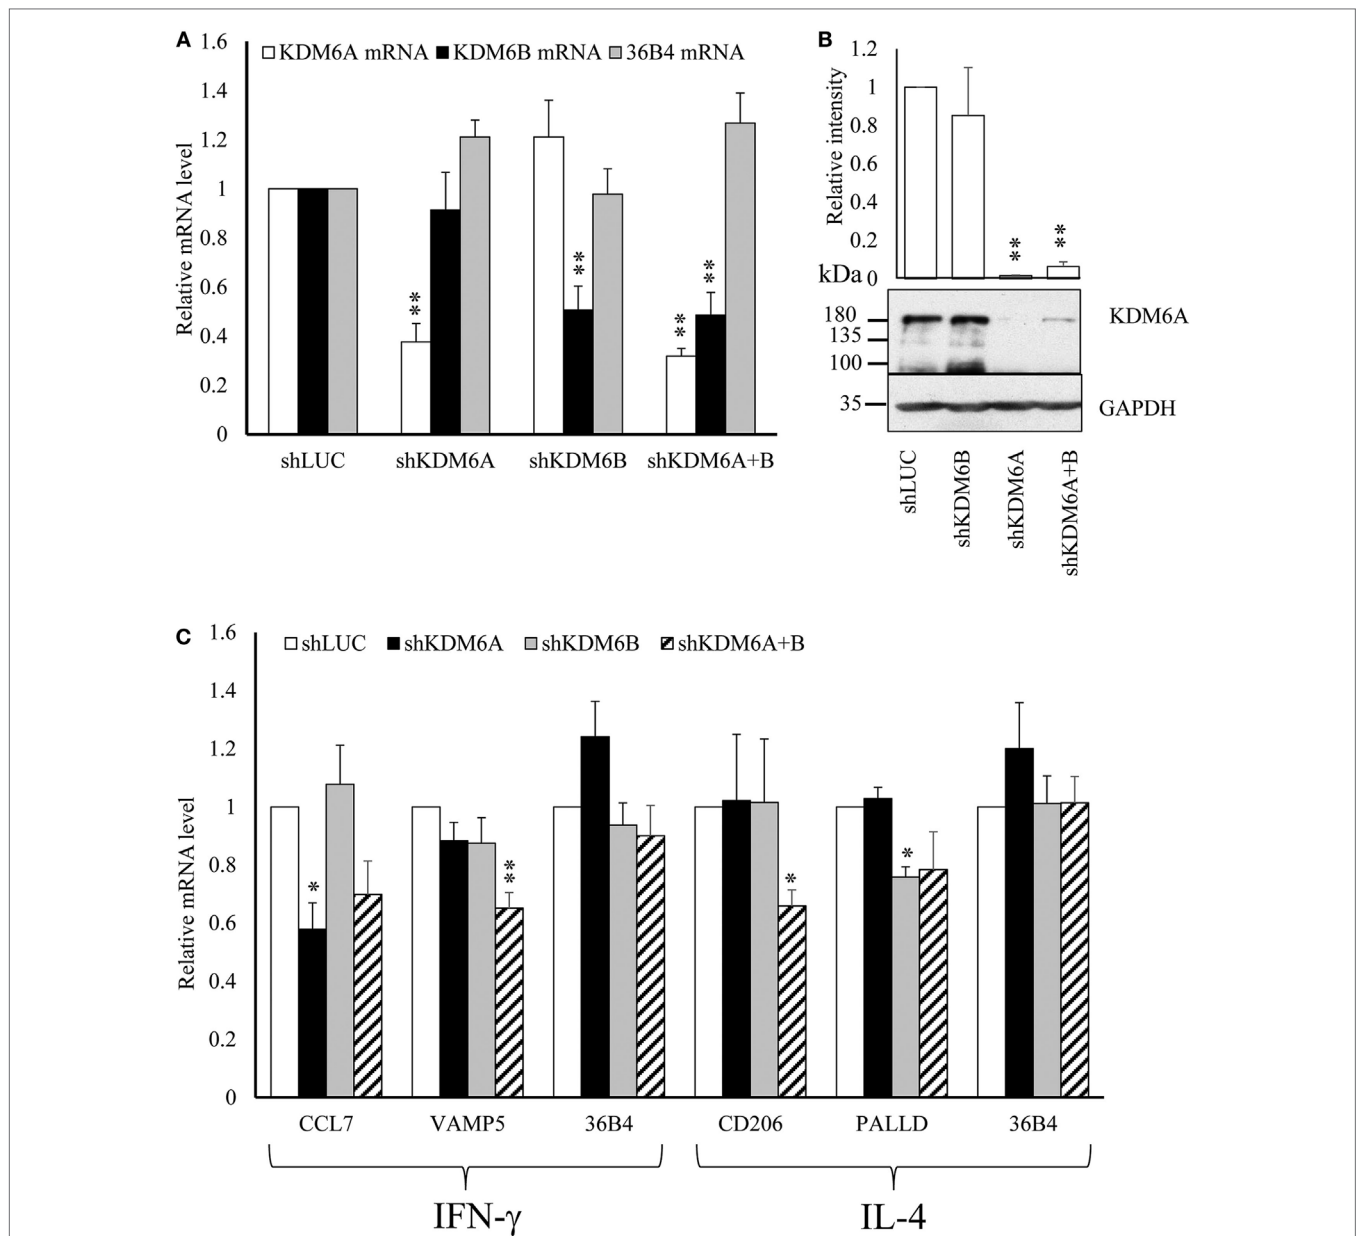 A
1.6
1.4
1.2
1
0.8
0.6
0.4
0.2
0
Relative mRNA level
KDM6A mRNA KDM6B mRNA 36B4 mRNA
** ** ** **
shLUC shKDM6A shKDM6B shKDM6A+B
B
1.2
1
0.8
0.6
0.4
0.2
0
Relative intensity
** **
kDa
180
135
100
35
KDM6A
GAPDH
shLUC
shKDM6B
shKDM6A
shKDM6A+B
C
1.6
1.4
1.2
1
0.8
0.6
0.4
0.2
0
Relative mRNA level
shLUC shKDM6A shKDM6B shKDM6A+B
* ** * *
CCL7 VAMP5 36B4 CD206 PALLD 36B4
IFN-γ IL-4